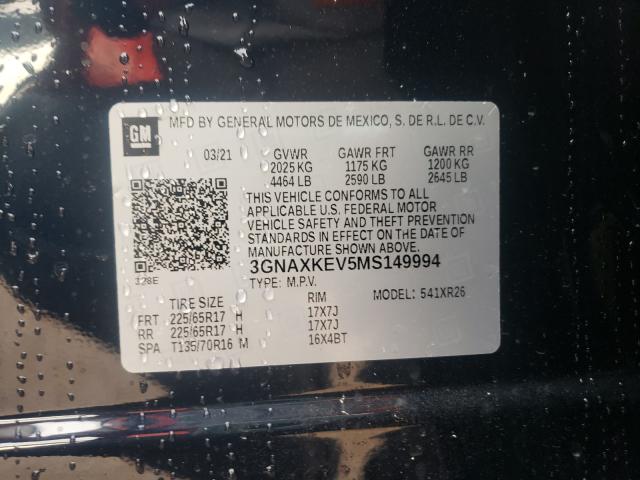 GM
MFD BY GENERAL MOTORS DE MEXICO, S. DE R.L. DE C.V.
03/21 GVWR GAWR FRT GAWR RR
2025 KG 1175 KG 1200 KG
4464 LB 2590 LB 2645 LB
THIS VEHICLE CONFORMS TO ALL
APPLICABLE U.S. FEDERAL MOTOR
VEHICLE SAFETY AND THEFT PREVENTION
STANDARDS IN EFFECT ON THE DATE OF
MANUFACTURE SHOWN ABOVE.
3GNAXKEV5MS149994
TYPE: M.P.V. MODEL: 541XR26
TIRE SIZE RIM
FRT 225/65R17 H 17X7J
RR 225/65R17 H 17X7J
SPA T135/70R16 M 16X4BT